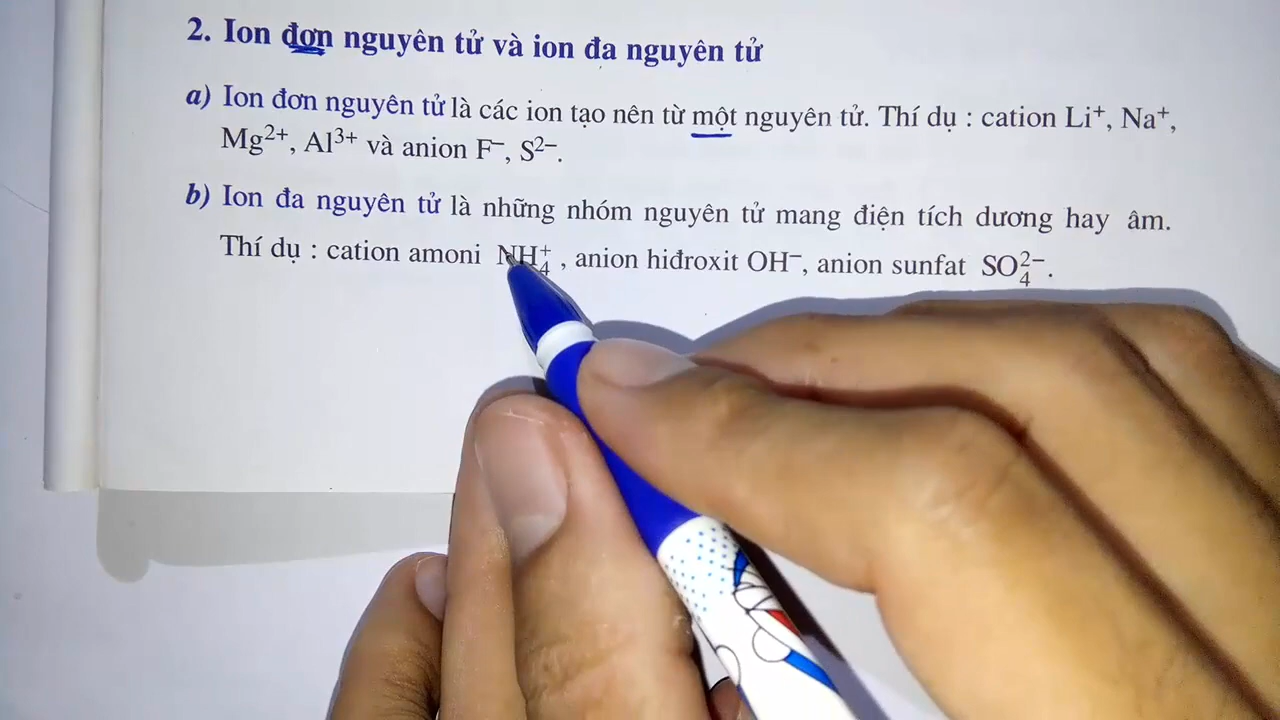 2. Ion đơn nguyên tử và ion đa nguyên tử
a) Ion đơn nguyên tử là các ion tạo nên từ một nguyên tử. Thí dụ : cation Li⁺, Na⁺,
Mg²⁺, Al³⁺ và anion F⁻, S²⁻.
b) Ion đa nguyên tử là những nhóm nguyên tử mang điện tích dương hay âm.
Thí dụ : cation amoni NH₄⁺ , anion hiđroxit OH⁻, anion sunfat SO₄²⁻.